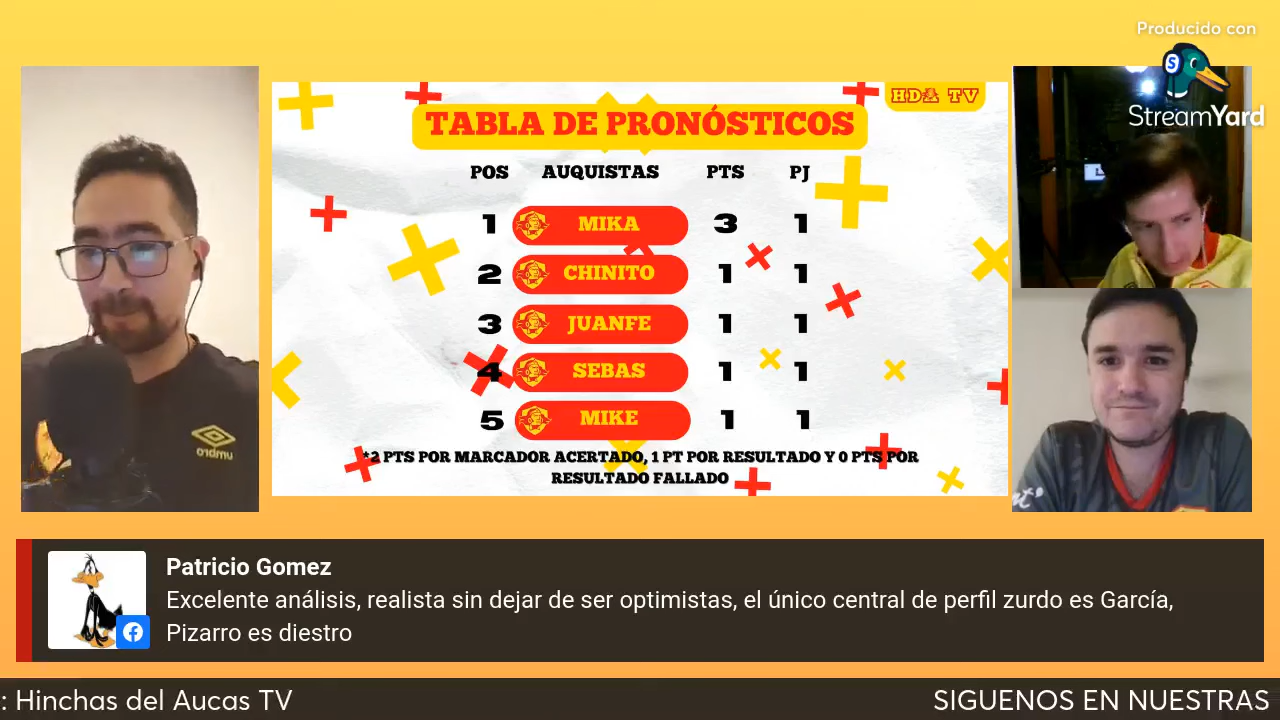 Producido con
StreamYard
HDA TV
TABLA DE PRONÓSTICOS
POS AUQUISTAS PTS PJ
1 MIKA 3 1
2 CHINITO 1 1
3 JUANFE 1 1
4 SEBAS 1 1
5 MIKE 1 1
*2 PTS POR MARCADOR ACERTADO, 1 PT POR RESULTADO Y 0 PTS POR
RESULTADO FALLADO
umbro
Patricio Gomez
Excelente análisis, realista sin dejar de ser optimistas, el único central de perfil zurdo es García,
Pizarro es diestro
: Hinchas del Aucas TV SIGUENOS EN NUESTRAS